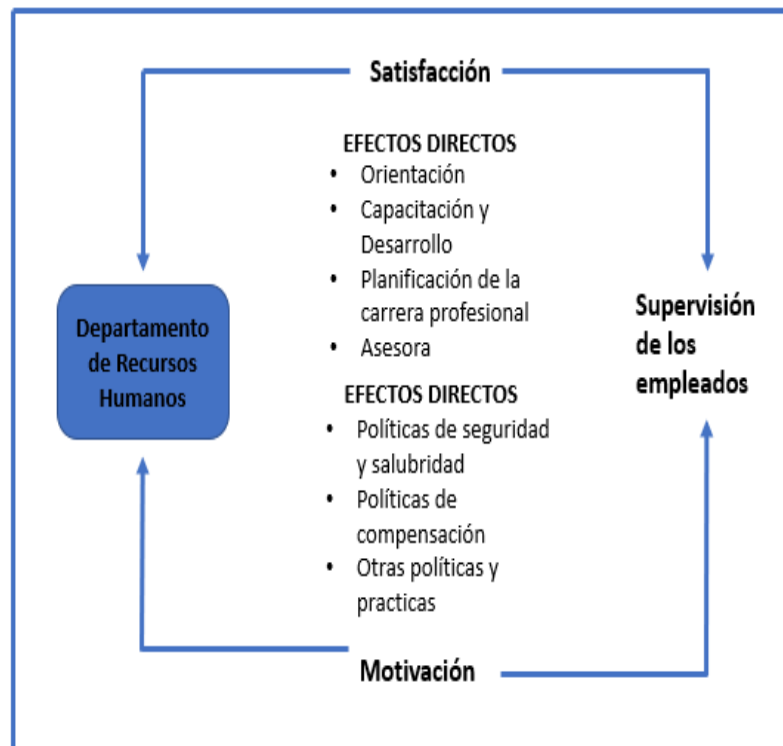 Satisfacción
EFECTOS DIRECTOS
• Orientación
• Capacitación y
Desarrollo
• Planificación de la
carrera profesional
• Asesora
Departamento
de Recursos
Humanos
Supervisión
de los
empleados
EFECTOS DIRECTOS
• Políticas de seguridad
y salubridad
• Políticas de
compensación
• Otras políticas y
practicas
Motivación